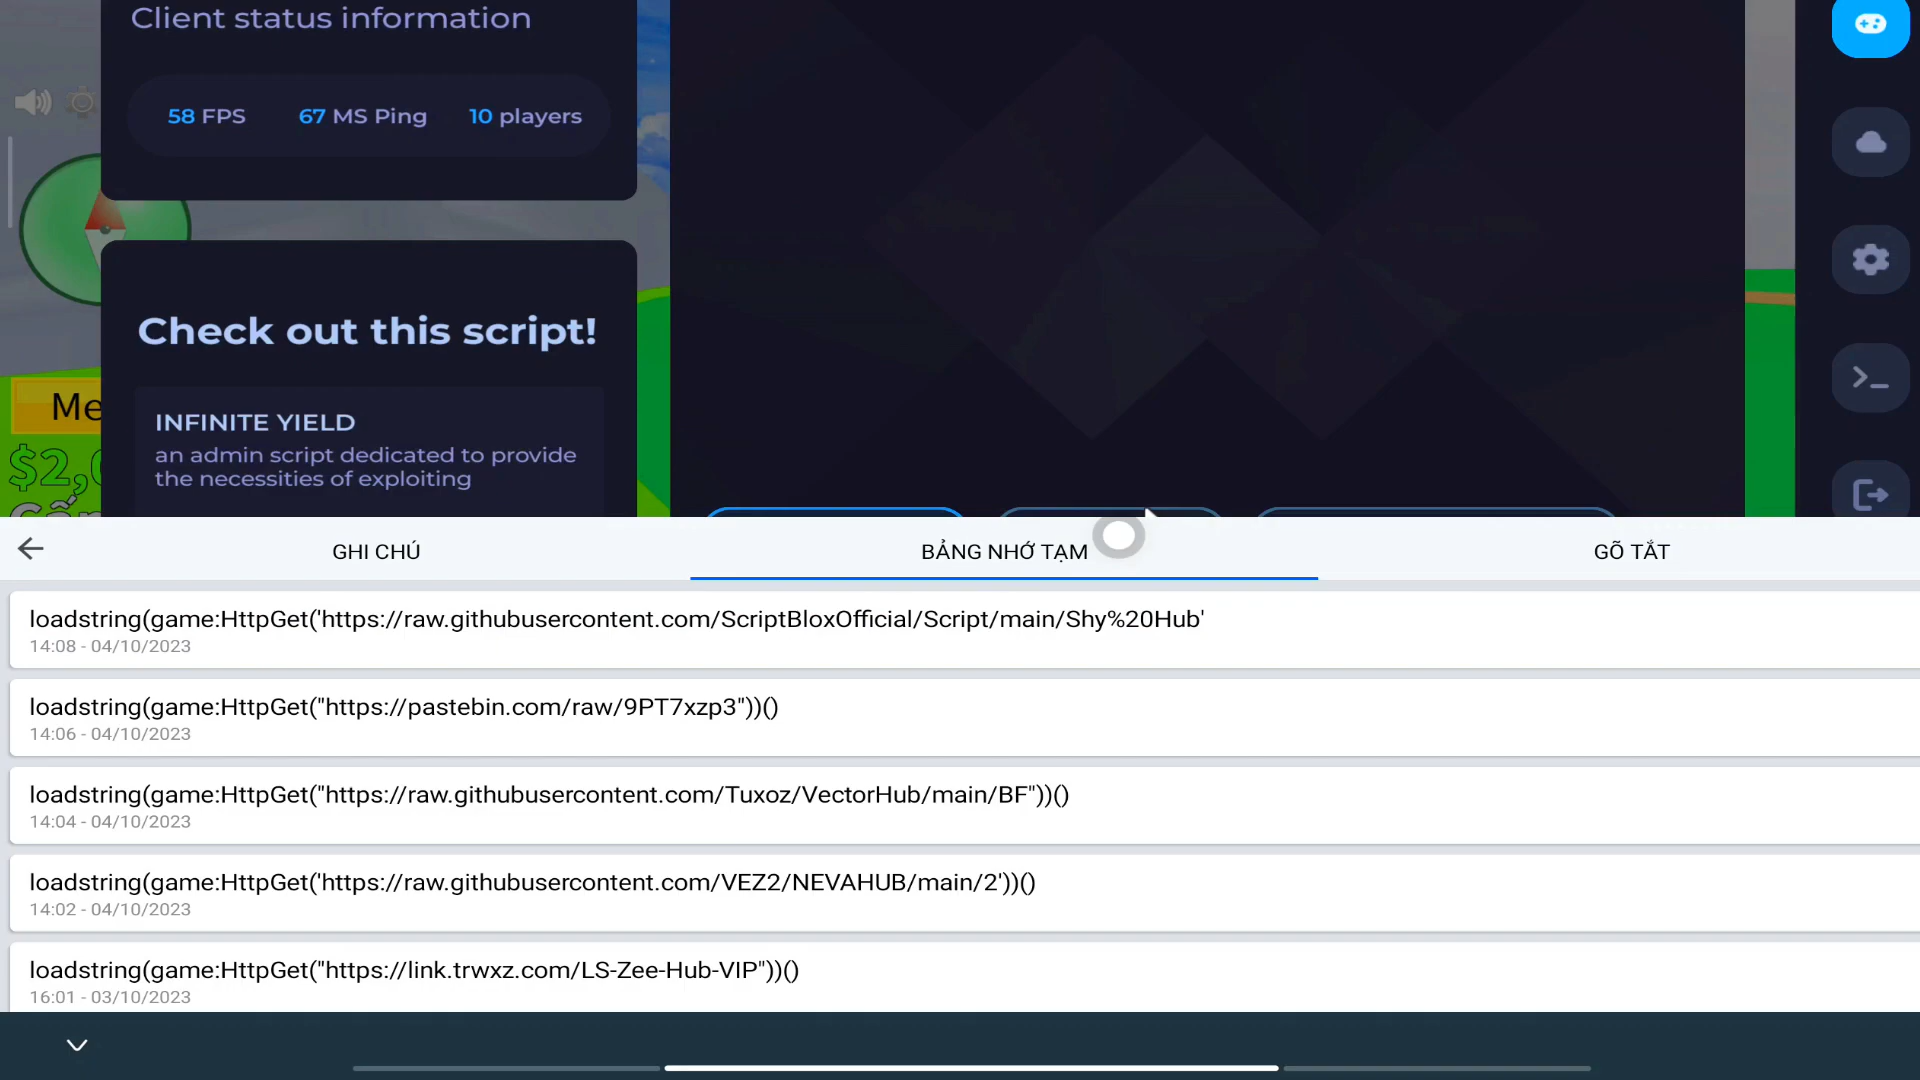 Client status information
58 FPS 67 MS Ping 10 players
Check out this script!
Me
INFINITE YIELD
an admin script dedicated to provide
the necessities of exploiting
$2,
GHI CHÚ
BẢNG NHỚ TẠM
GÕ TẮT
loadstring(game:HttpGet('https://raw.githubusercontent.com/ScriptBloxOfficial/Script/main/Shy%20Hub'
14:08 - 04/10/2023
loadstring(game:HttpGet("https://pastebin.com/raw/9PT7xzp3"))()
14:06 - 04/10/2023
loadstring(game:HttpGet("https://raw.githubusercontent.com/Tuxoz/VectorHub/main/BF"))()
14:04 - 04/10/2023
loadstring(game:HttpGet('https://raw.githubusercontent.com/VEZ2/NEVAHUB/main/2'))()
14:02 - 04/10/2023
loadstring(game:HttpGet("https://link.trwxz.com/LS-Zee-Hub-VIP"))()
16:01 - 03/10/2023